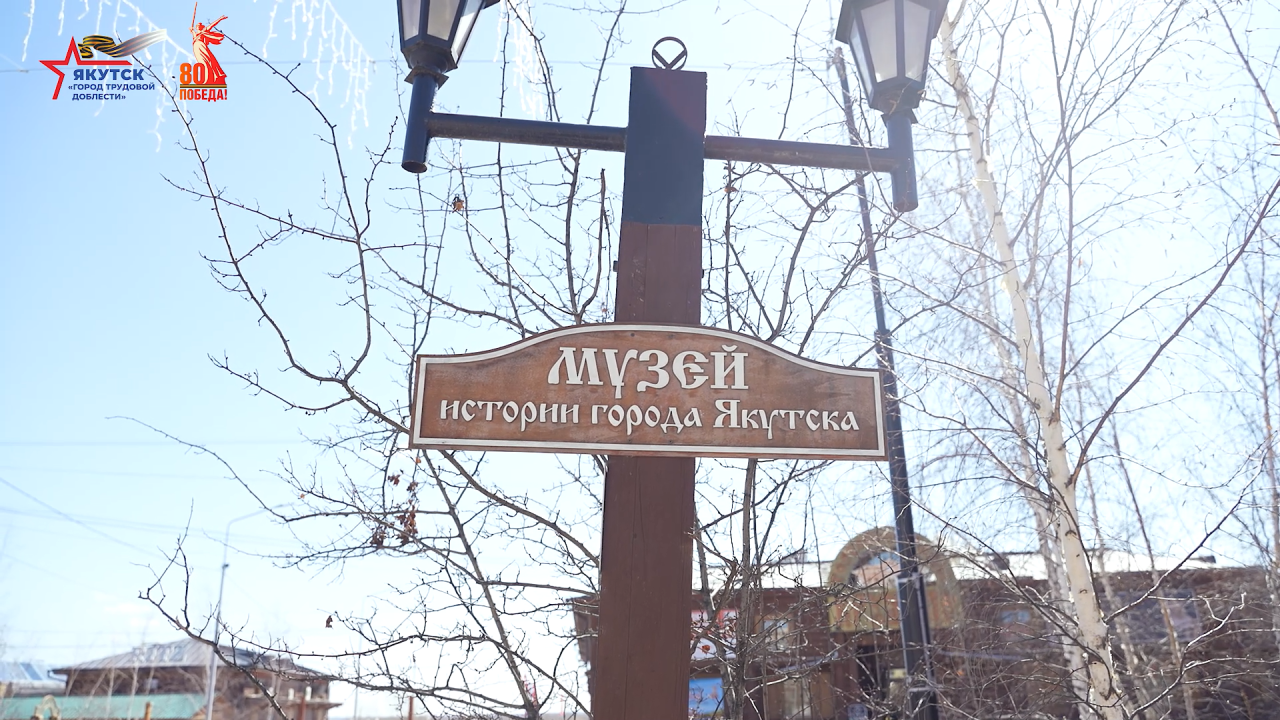 ЯКУТСК
«ГОРОД ТРУДОВОЙ
ДОБЛЕСТИ»
80
ПОБЕДА!
МУЗЕЙ
истории города Якутска